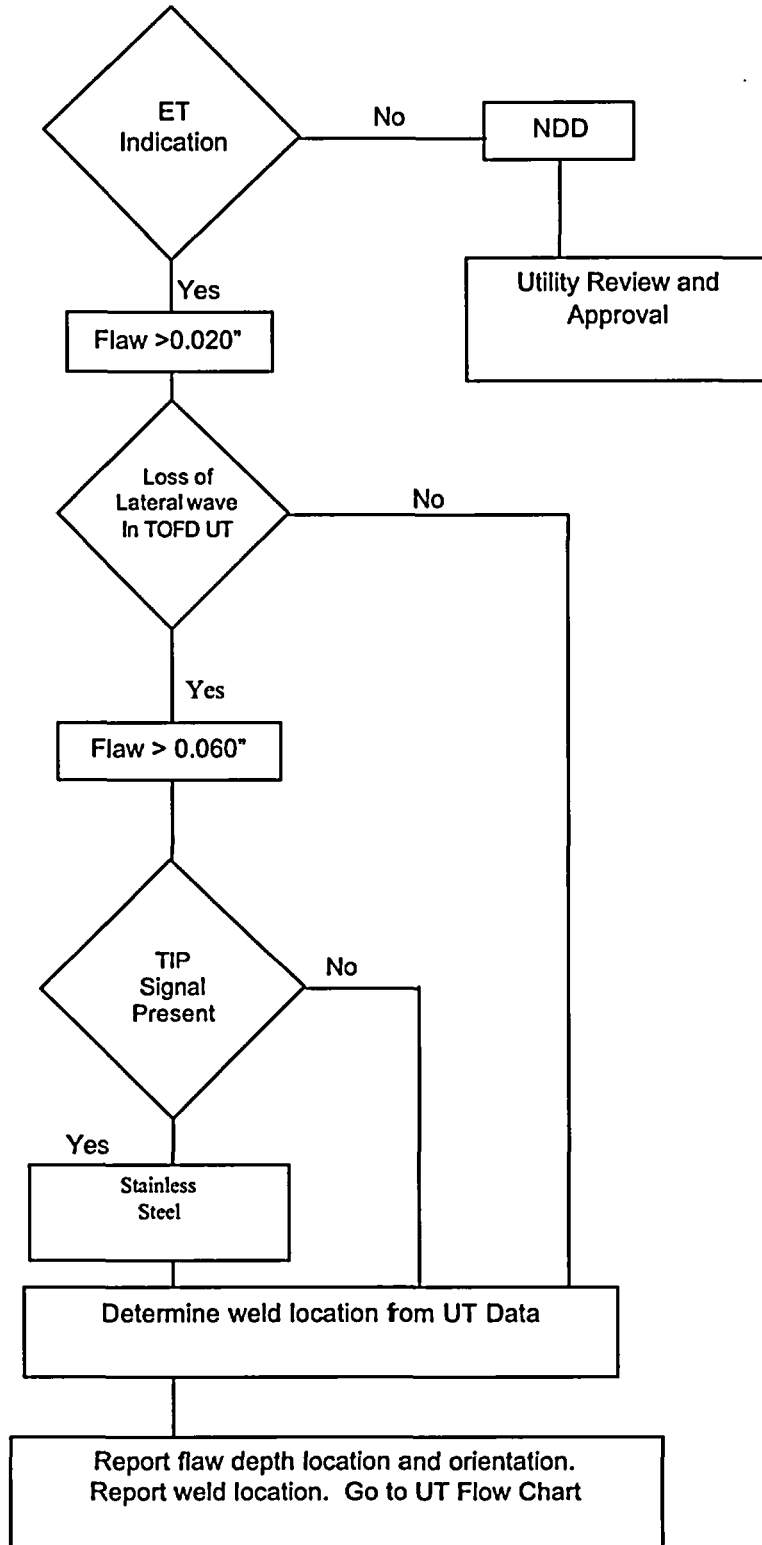 ET
Indication
No
NDD
Utility Review and
Approval
Yes
Flaw >0.020"
Loss of
Lateral wave
In TOFD UT
No
Yes
Flaw > 0.060"
TIP
Signal
Present
No
Yes
Stainless
Steel
Determine weld location from UT Data
Report flaw depth location and orientation.
Report weld location. Go to UT Flow Chart